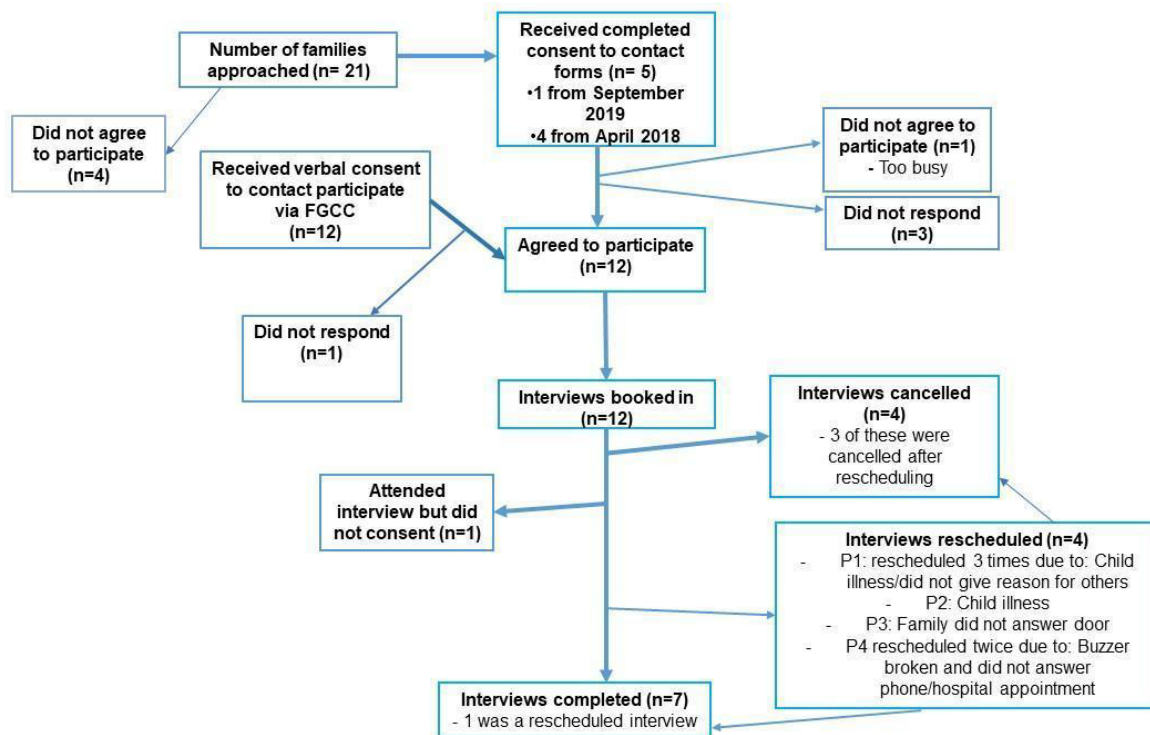 Number of families
approached (n= 21)
Received completed
consent to contact
forms (n= 5)
•1 from September
2019
•4 from April 2018
Did not agree
to participate
(n=4)
Did not agree to
participate (n=1)
- Too busy
Received verbal consent
to contact participate
via FGCC
(n=12)
Did not respond
(n=3)
Agreed to participate
(n=12)
Did not respond
(n=1)
Interviews booked in
(n=12)
Interviews cancelled
(n=4)
- 3 of these were
cancelled after
rescheduling
Attended
interview but did
not consent (n=1)
Interviews rescheduled (n=4)
- P1: rescheduled 3 times due to: Child
illness/did not give reason for others
- P2: Child illness
- P3: Family did not answer door
- P4 rescheduled twice due to: Buzzer
broken and did not answer
phone/hospital appointment
Interviews completed (n=7)
- 1 was a rescheduled interview